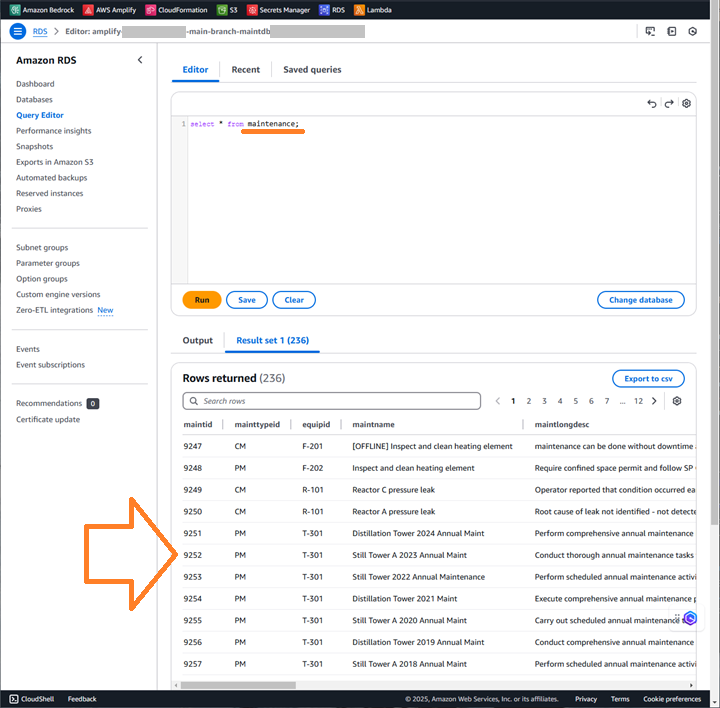 Amazon Bedrock AWS Amplify CloudFormation S3 Secrets Manager RDS Lambda
RDS > Editor: amplify- -main-branch-maintdb
Amazon RDS
Dashboard
Databases
Query Editor
Performance insights
Snapshots
Exports in Amazon S3
Automated backups
Reserved instances
Proxies
Subnet groups
Parameter groups
Option groups
Custom engine versions
Zero-ETL integrations New
Events
Event subscriptions
Recommendations 0
Certificate update
Editor Recent Saved queries
1 select * from maintenance;
Run Save Clear Change database
Output Result set 1 (236)
Rows returned (236) Export to csv
Search rows < 1 2 3 4 5 6 7 ... 12 >
maintid mainttypeid equipid maintname maintlongdesc
9247 CM F-201 [OFFLINE] Inspect and clean heating element maintenance can be done without downtime
9248 PM F-202 Inspect and clean heating element Require confined space permit and follow SP
9249 CM R-101 Reactor C pressure leak Operator reported that condition occurred ea
9250 CM R-101 Reactor A pressure leak Root cause of leak not identified - not detecte
9251 PM T-301 Distillation Tower 2024 Annual Maint Perform comprehensive annual maintenance
9252 PM T-301 Still Tower A 2023 Annual Maint Conduct thorough annual maintenance tasks
9253 PM T-301 Still Tower 2022 Annual Maintenance Perform scheduled annual maintenance activi
9254 PM T-301 Distillation Tower 2021 Maint Execute comprehensive annual maintenance p
9255 PM T-301 Still Tower A 2020 Annual Maint Carry out scheduled annual maintenance
9256 PM T-301 Distillation Tower 2019 Annual Maint Conduct comprehensive annual maintenance
9257 PM T-301 Still Tower A 2018 Annual Maint Perform scheduled annual maintenance activi
CloudShell Feedback © 2025, Amazon Web Services, Inc. or its affiliates. Privacy Terms Cookie preferences